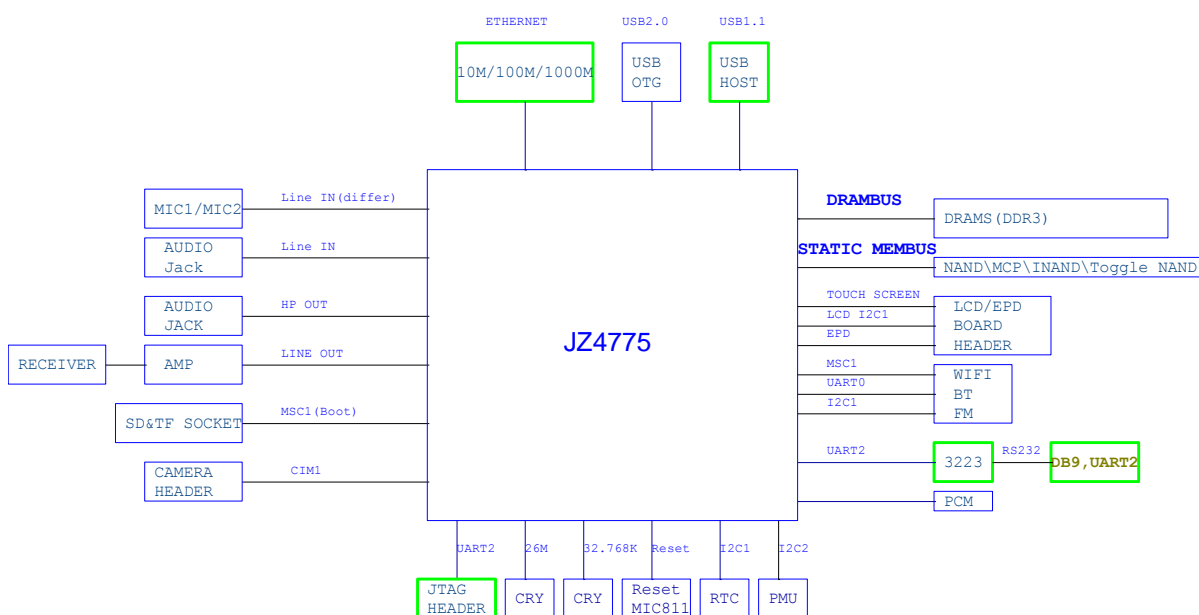 ETHERNET
USB2.0
USB1.1
10M/100M/1000M
USB
OTG
USB
HOST
MIC1/MIC2
Line IN(differ)
AUDIO
Jack
Line IN
AUDIO
JACK
HP OUT
RECEIVER
AMP
LINE OUT
SD&TF SOCKET
MSC1(Boot)
CAMERA
HEADER
CIM1
JZ4775
DRAMBUS
DRAMS(DDR3)
STATIC MEMBUS
NAND\MCP\INAND\Toggle NAND
TOUCH SCREEN
LCD I2C1
EPD
LCD/EPD
BOARD
HEADER
MSC1
UART0
I2C1
WIFI
BT
FM
UART2
3223
RS232
DB9,UART2
PCM
UART2
26M
32.768K
Reset
I2C1
I2C2
JTAG
HEADER
CRY
CRY
Reset
MIC811
RTC
PMU